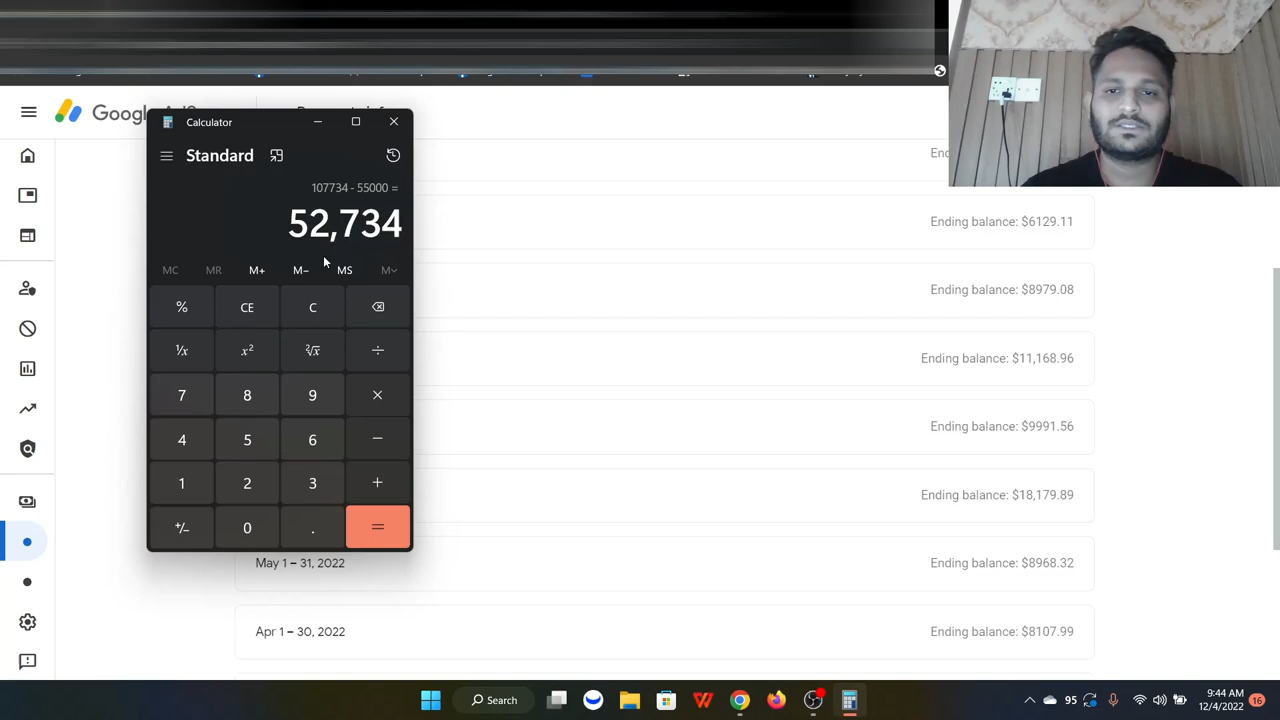 Google
Calculator
Standard
107734 - 55000 =
52,734
MC MR M+ M− MS M˅
% CE C
⅟x x² ²√x ÷
7 8 9 ×
4 5 6 −
1 2 3 +
+/− 0 . =
Ending balance: $6129.11
Ending balance: $8979.08
Ending balance: $11,168.96
Ending balance: $9991.56
Ending balance: $18,179.89
May 1 – 31, 2022 Ending balance: $8968.32
Apr 1 – 30, 2022 Ending balance: $8107.99
Search
95
9:44 AM
12/4/2022
16